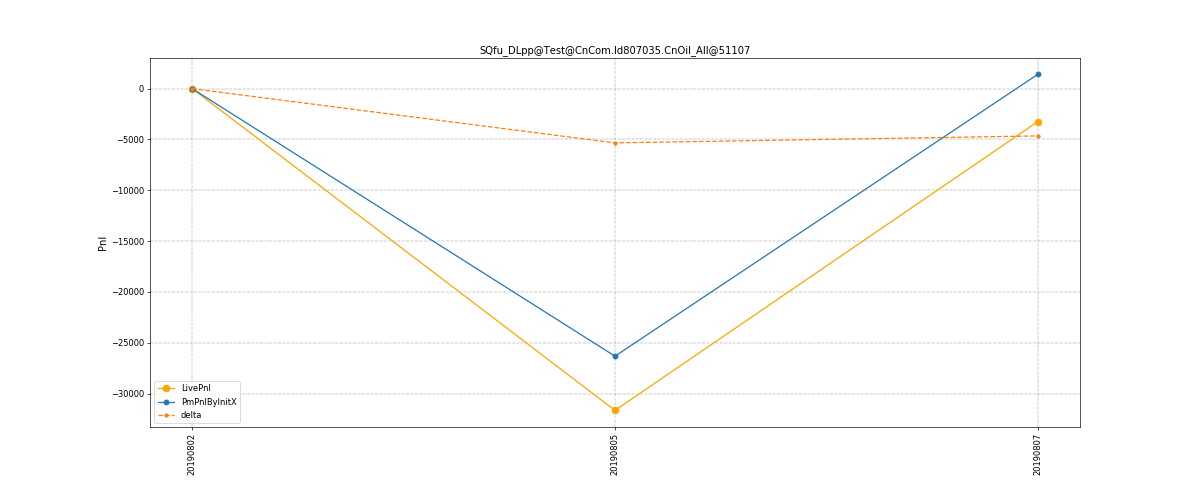 SQfu_DLpp@Test@CnCom.Id807035.CnOil_All@51107
Pnl
0
−5000
−10000
−15000
−20000
−25000
−30000
LivePnl
PmPnlByInitX
delta
20190802
20190805
20190807